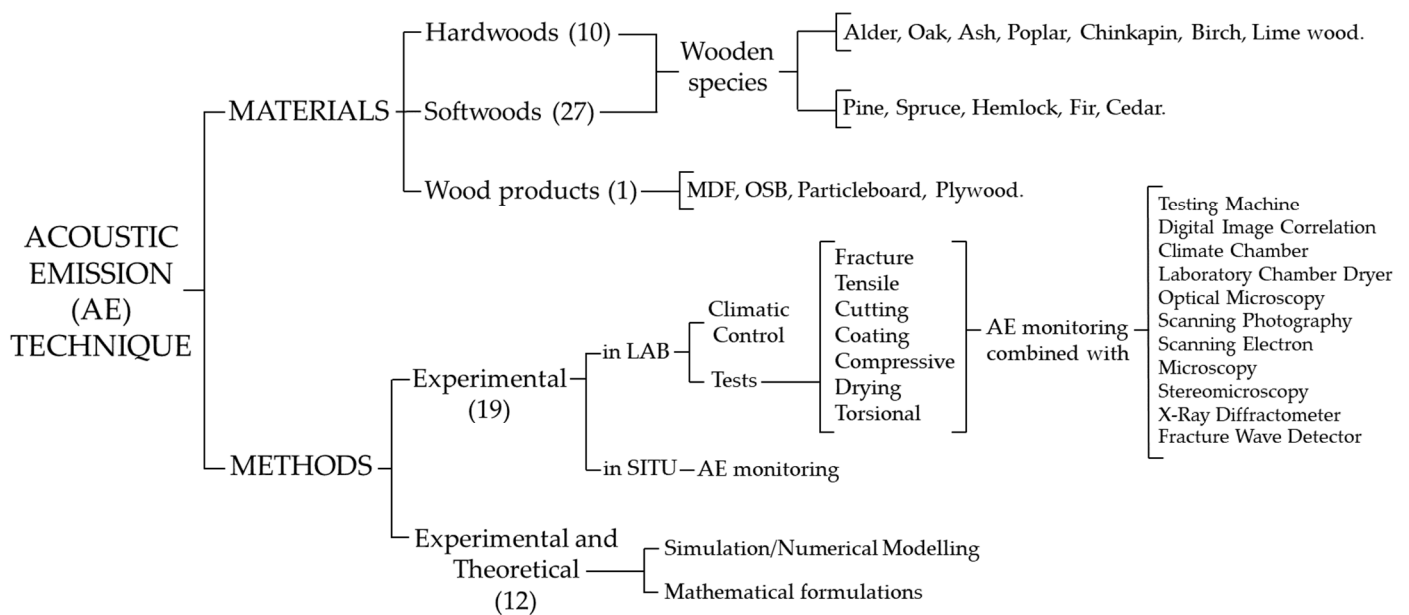 ACOUSTIC
EMISSION
(AE)
TECHNIQUE
MATERIALS
Hardwoods (10)
Softwoods (27)
Wooden
species
Alder, Oak, Ash, Poplar, Chinkapin, Birch, Lime wood.
Pine, Spruce, Hemlock, Fir, Cedar.
Wood products (1)
MDF, OSB, Particleboard, Plywood.
METHODS
Experimental
(19)
in LAB
Climatic
Control
Tests
Fracture
Tensile
Cutting
Coating
Compressive
Drying
Torsional
AE monitoring
combined with
Testing Machine
Digital Image Correlation
Climate Chamber
Laboratory Chamber Dryer
Optical Microscopy
Scanning Photography
Scanning Electron
Microscopy
Stereomicroscopy
X-Ray Diffractometer
Fracture Wave Detector
in SITU
AE monitoring
Experimental and
Theoretical
(12)
Simulation/Numerical Modelling
Mathematical formulations